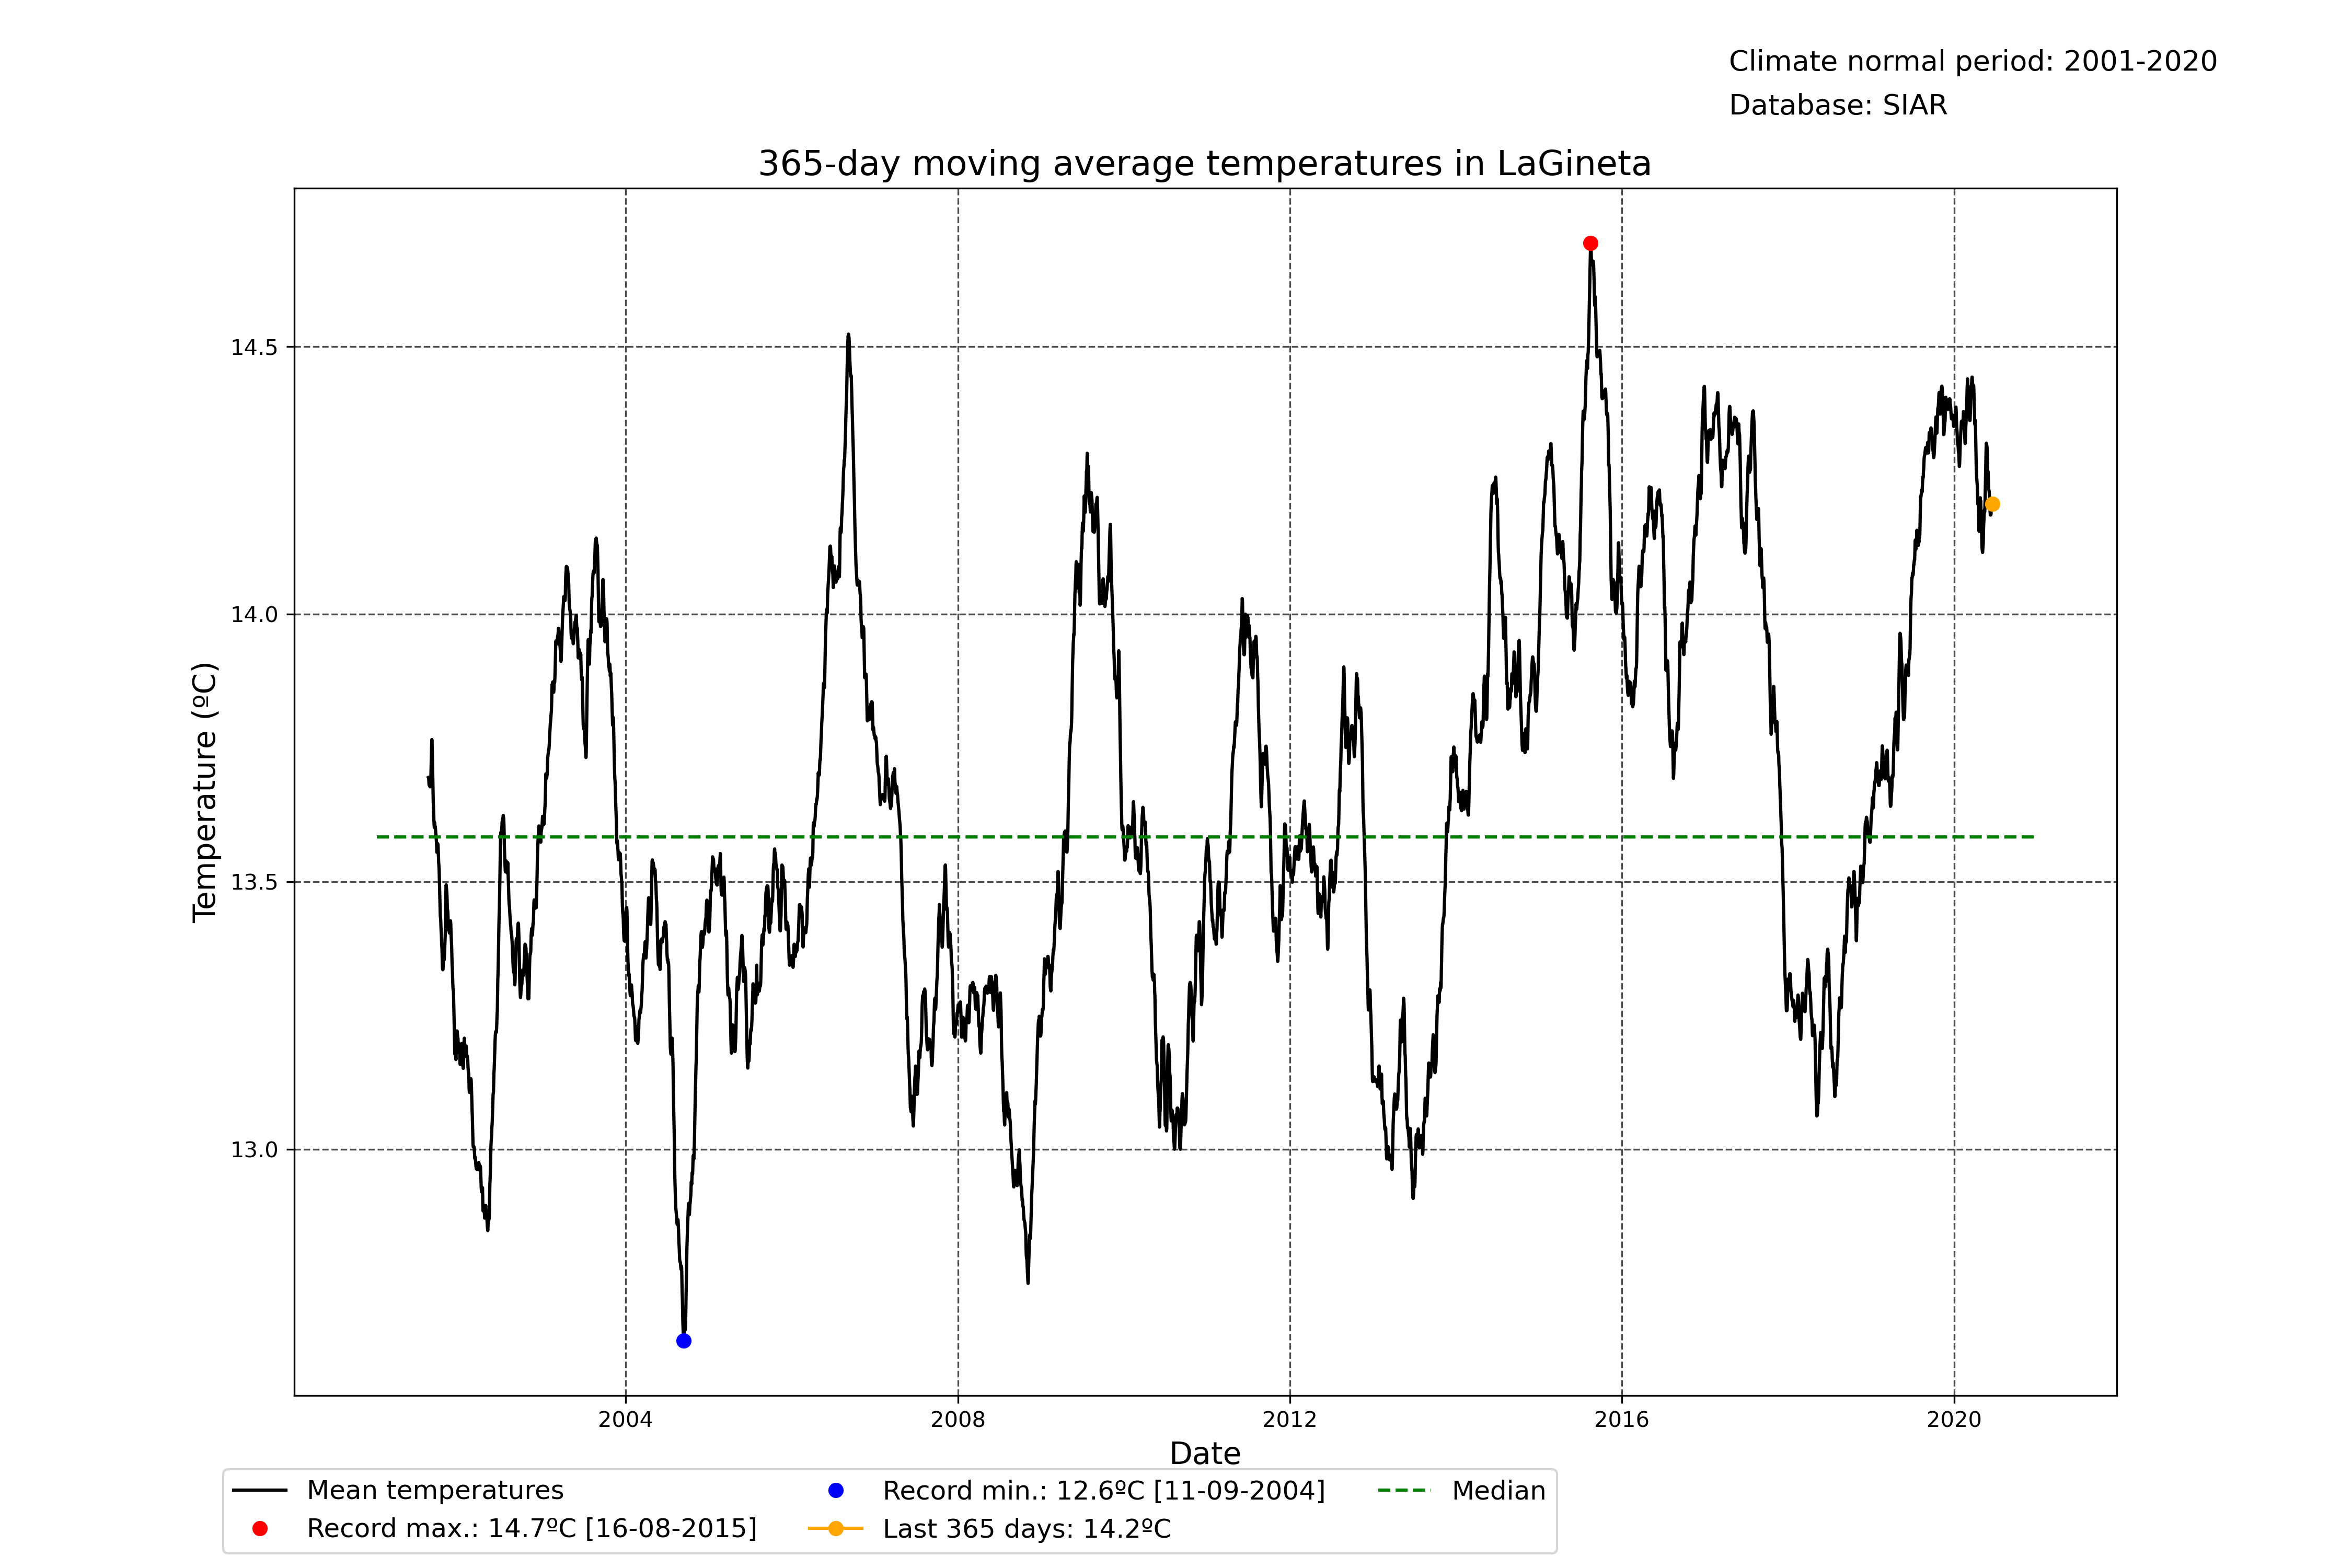 Climate normal period: 2001-2020
Database: SIAR
365-day moving average temperatures in LaGineta
14.5
14.0
13.5
13.0
Temperature (ºC)
2004 2008 2012 2016 2020
Date
Mean temperatures
Record max.: 14.7ºC [16-08-2015]
Record min.: 12.6ºC [11-09-2004]
Last 365 days: 14.2ºC
Median